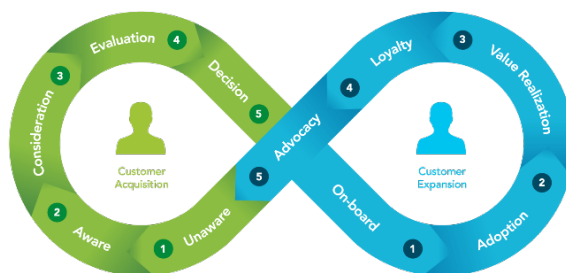 Unaware
1
Aware
2
Consideration
3
Evaluation
4
Decision
5
Customer
Acquisition
On-board
1
Adoption
2
Value Realization
3
Loyalty
4
Advocacy
5
Customer
Expansion